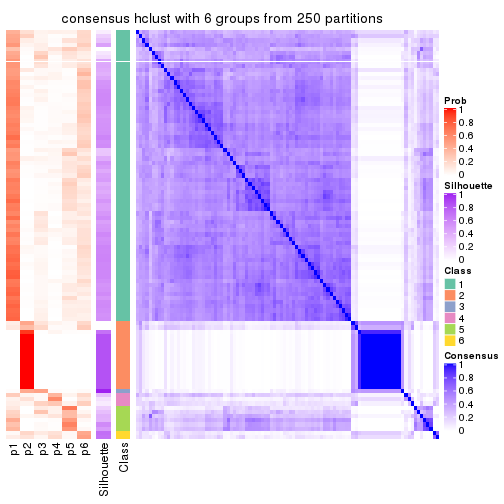 consensus hclust with 6 groups from 250 partitions
Prob
1
0.8
0.6
0.4
0.2
0
Silhouette
1
0.8
0.6
0.4
0.2
0
Class
1
2
3
4
5
6
Consensus
1
0.8
0.6
0.4
0.2
0
p1
p2
p3
p4
p5
p6
Silhouette
Class